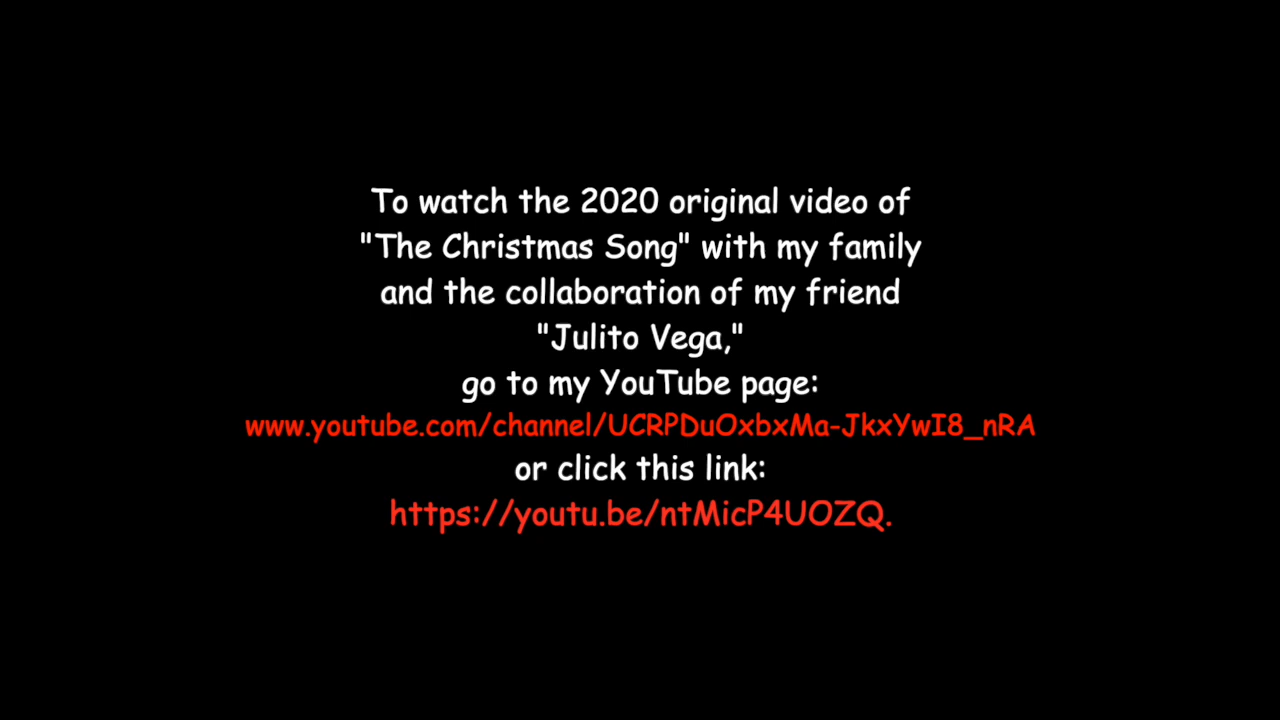 To watch the 2020 original video of
"The Christmas Song" with my family
and the collaboration of my friend
"Julito Vega,"
go to my YouTube page:
www.youtube.com/channel/UCRPDuOxbxMa-JkxYwI8_nRA
or click this link:
https://youtu.be/ntMicP4UOZQ.